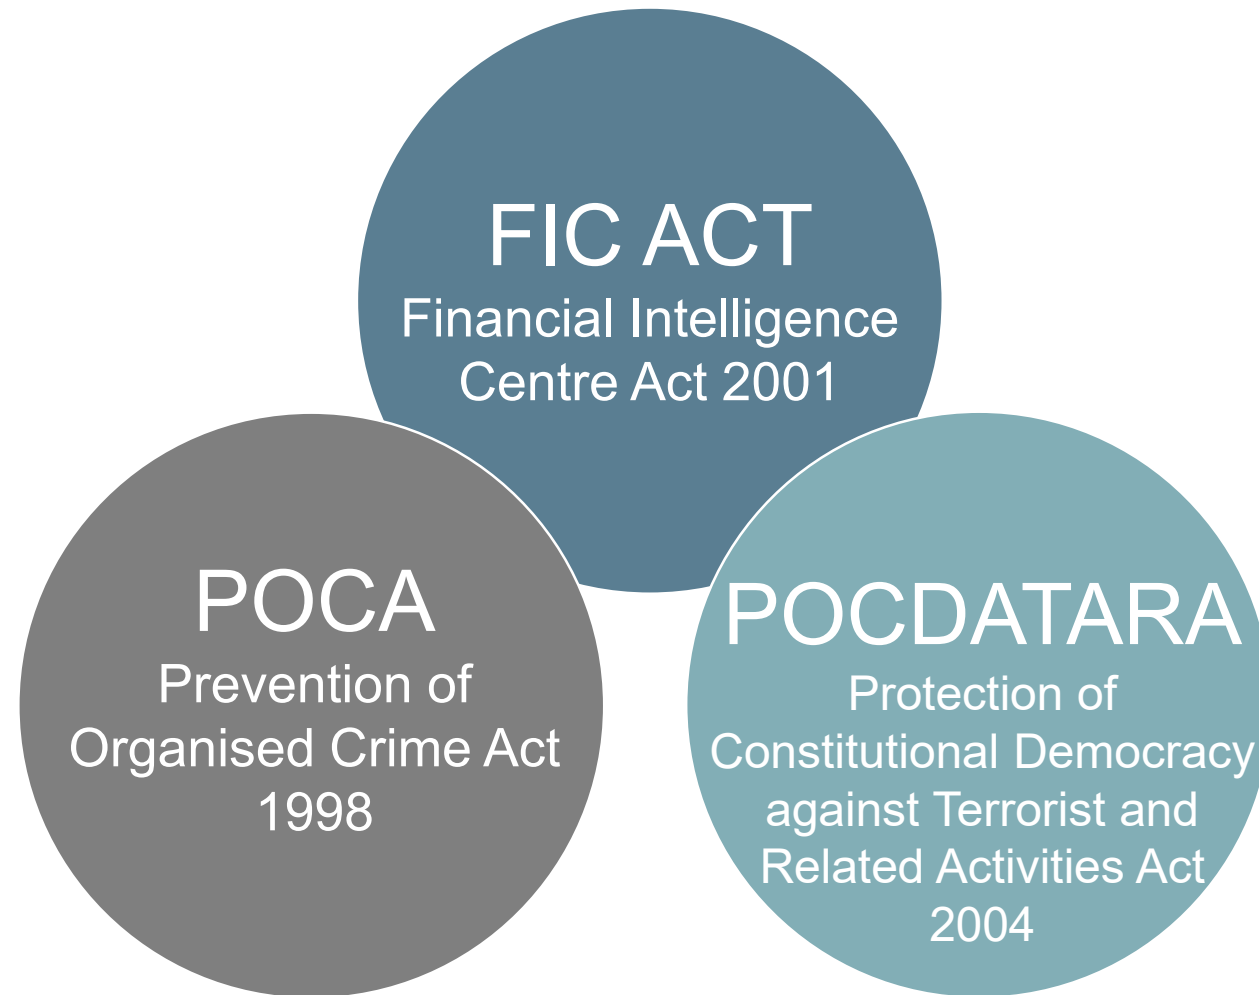 FIC ACT
Financial Intelligence
Centre Act 2001
POCA
Prevention of
Organised Crime Act
1998
POCDATARA
Protection of
Constitutional Democracy
against Terrorist and
Related Activities Act
2004